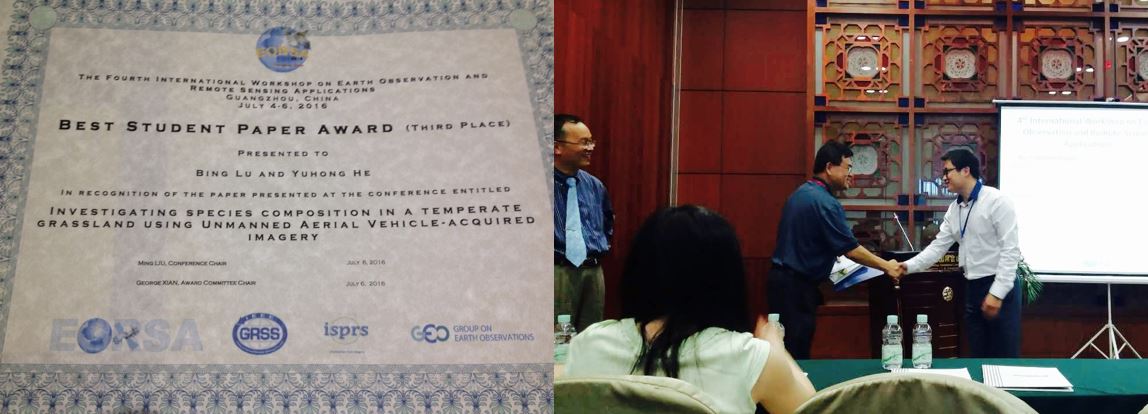 EORSA
The Fourth International Workshop on Earth Observation and
Remote Sensing Applications
Guangzhou, China
July 4-6, 2016
Best Student Paper Award (Third Place)
Presented to
Bing Lu and Yuhong He
In recognition of the paper presented at the conference entitled
Investigating species composition in a temperate
grassland using Unmanned Aerial Vehicle-acquired
imagery
Ming LIU, Conference Chair July 6, 2016
George XIAN, Award Committee Chair July 6, 2016
EORSA
IEEE
GRSS
isprs
GEO GROUP ON
EARTH OBSERVATIONS
4th International Workshop on
Observation and Remote
Applications